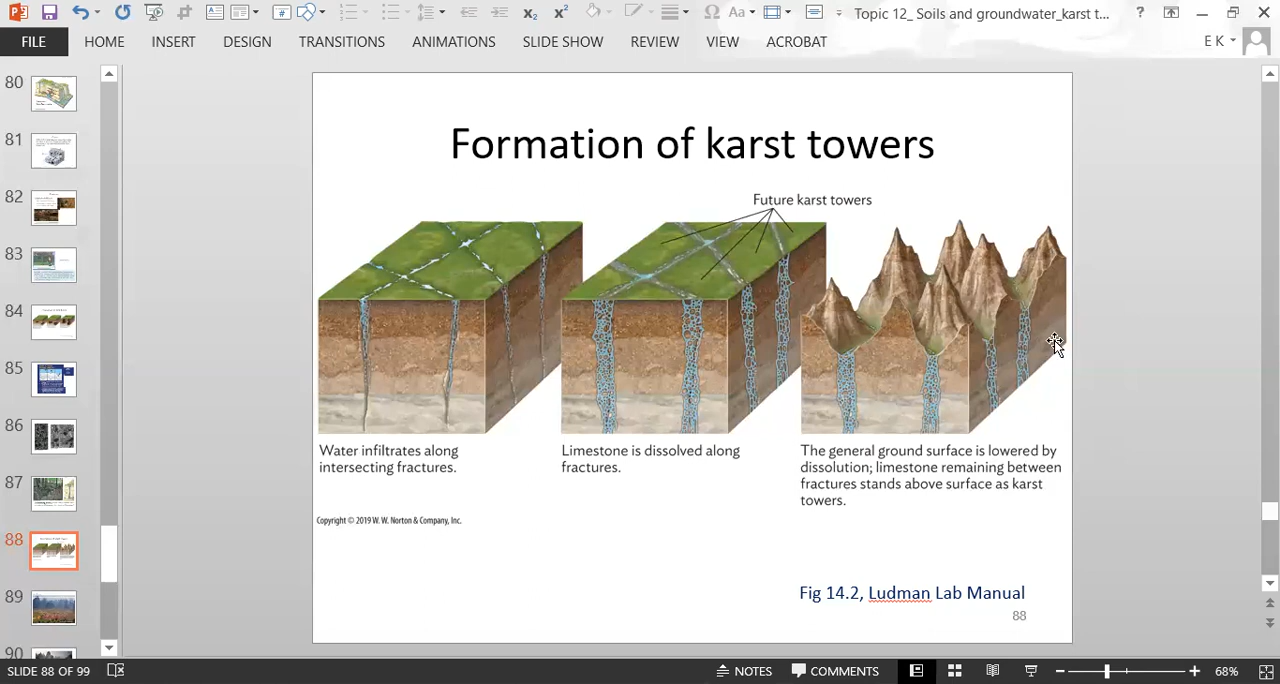 Topic 12_ Soils and groundwater_karst t...
FILE
HOME
INSERT
DESIGN
TRANSITIONS
ANIMATIONS
SLIDE SHOW
REVIEW
VIEW
ACROBAT
E K
80
81
82
83
84
85
86
87
88
89
90
Formation of karst towers
Future karst towers
Water infiltrates along
intersecting fractures.
Limestone is dissolved along
fractures.
The general ground surface is lowered by
dissolution; limestone remaining between
fractures stands above surface as karst
towers.
Copyright © 2019 W. W. Norton & Company, Inc.
Fig 14.2, Ludman Lab Manual
88
SLIDE 88 OF 99
NOTES
COMMENTS
68%